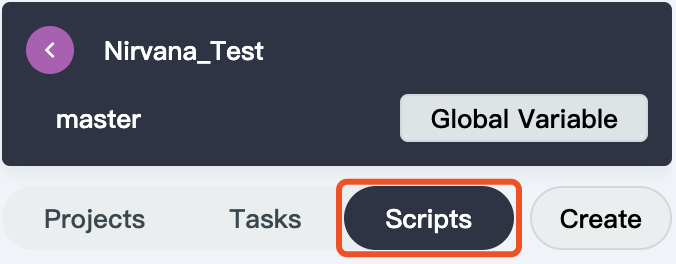 Nirvana_Test
master Global Variable
Projects Tasks Scripts Create